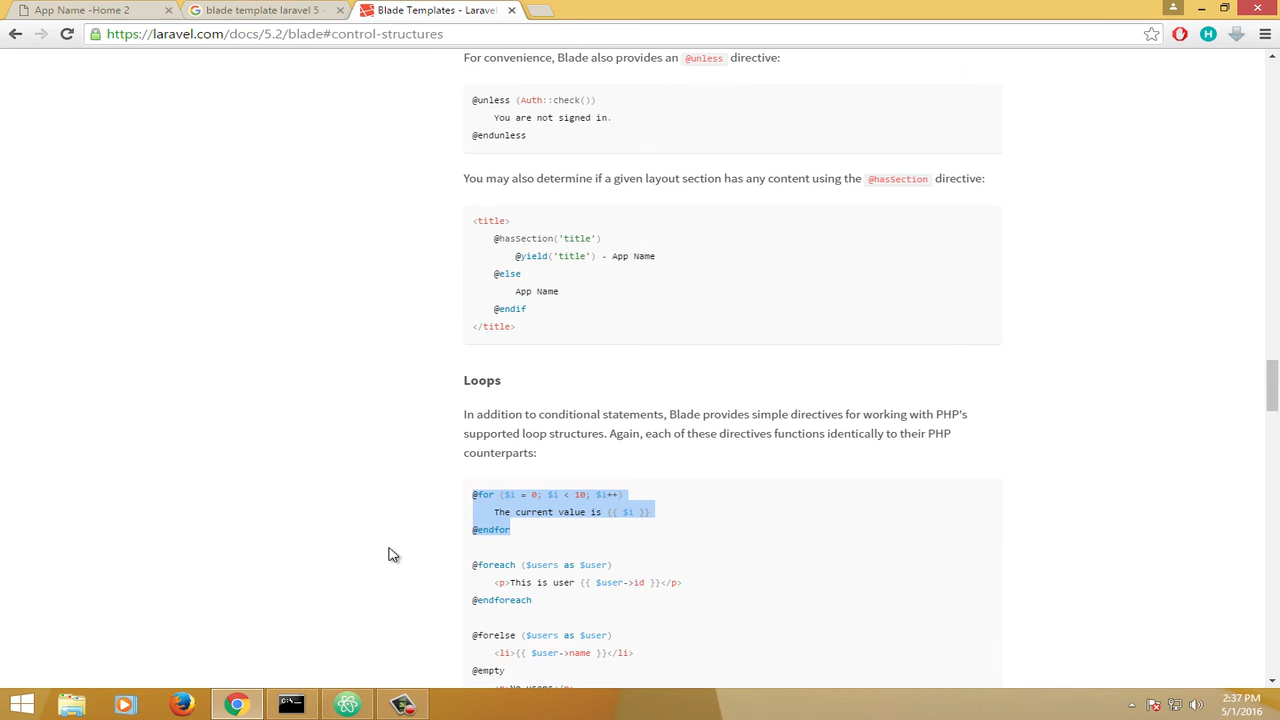 App Name -Home 2
blade template laravel 5 -
Blade Templates - Laravel
https://laravel.com/docs/5.2/blade#control-structures
For convenience, Blade also provides an @unless directive:
@unless (Auth::check())
You are not signed in.
@endunless
You may also determine if a given layout section has any content using the @hasSection directive:
<title>
@hasSection('title')
@yield('title') - App Name
@else
App Name
@endif
</title>
Loops
In addition to conditional statements, Blade provides simple directives for working with PHP's
supported loop structures. Again, each of these directives functions identically to their PHP
counterparts:
@for ($i = 0; $i < 10; $i++)
The current value is {{ $i }}
@endfor
@foreach ($users as $user)
<p>This is user {{ $user->id }}</p>
@endforeach
@forelse ($users as $user)
<li>{{ $user->name }}</li>
@empty
<p>No users</p>
2:37 PM
5/1/2016